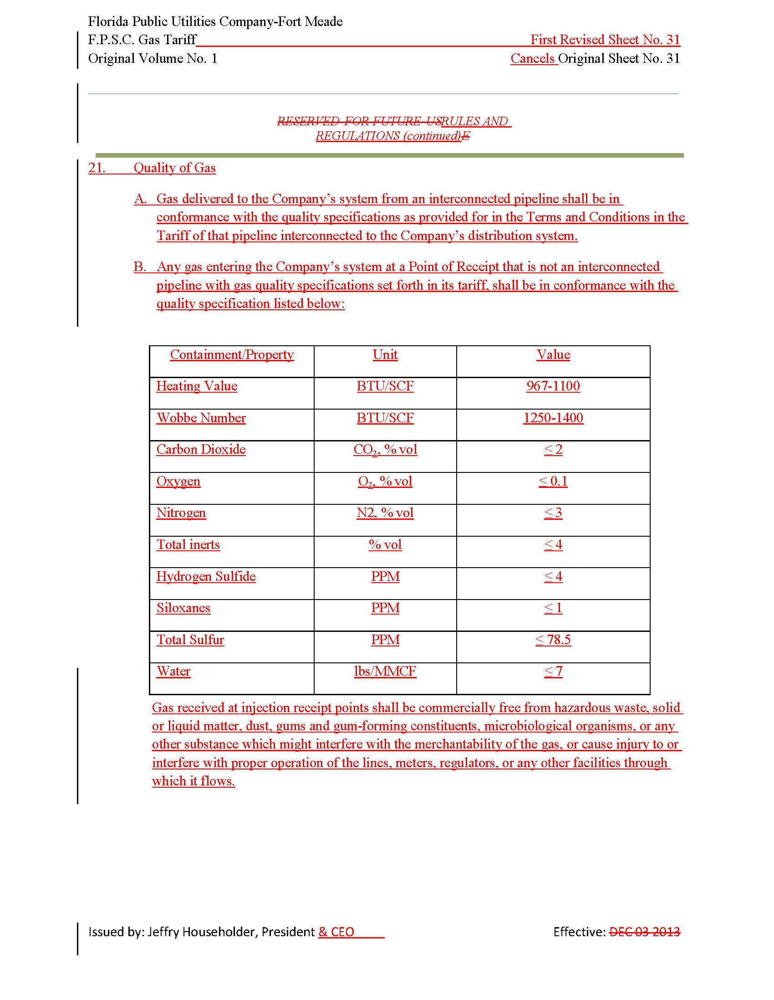 Florida Public Utilities Company-Fort Meade
F.P.S.C. Gas Tariff First Revised Sheet No. 31
Original Volume No. 1 Cancels Original Sheet No. 31
RESERVED FOR FUTURE USRULES AND
REGULATIONS (continued)E
21. Quality of Gas
A. Gas delivered to the Company’s system from an interconnected pipeline shall be in
conformance with the quality specifications as provided for in the Terms and Conditions in the
Tariff of that pipeline interconnected to the Company’s distribution system.
B. Any gas entering the Company’s system at a Point of Receipt that is not an interconnected
pipeline with gas quality specifications set forth in its tariff, shall be in conformance with the
quality specification listed below:
Containment/Property Unit Value
Heating Value BTU/SCF 967-1100
Wobbe Number BTU/SCF 1250-1400
Carbon Dioxide CO₂, % vol ≤ 2
Oxygen O₂, % vol ≤ 0.1
Nitrogen N2, % vol ≤ 3
Total inerts % vol ≤ 4
Hydrogen Sulfide PPM ≤ 4
Siloxanes PPM ≤ 1
Total Sulfur PPM ≤ 78.5
Water lbs/MMCF ≤ 7
Gas received at injection receipt points shall be commercially free from hazardous waste, solid
or liquid matter, dust, gums and gum-forming constituents, microbiological organisms, or any
other substance which might interfere with the merchantability of the gas, or cause injury to or
interfere with proper operation of the lines, meters, regulators, or any other facilities through
which it flows.
Issued by: Jeffry Householder, President & CEO Effective: DEC 03 2013